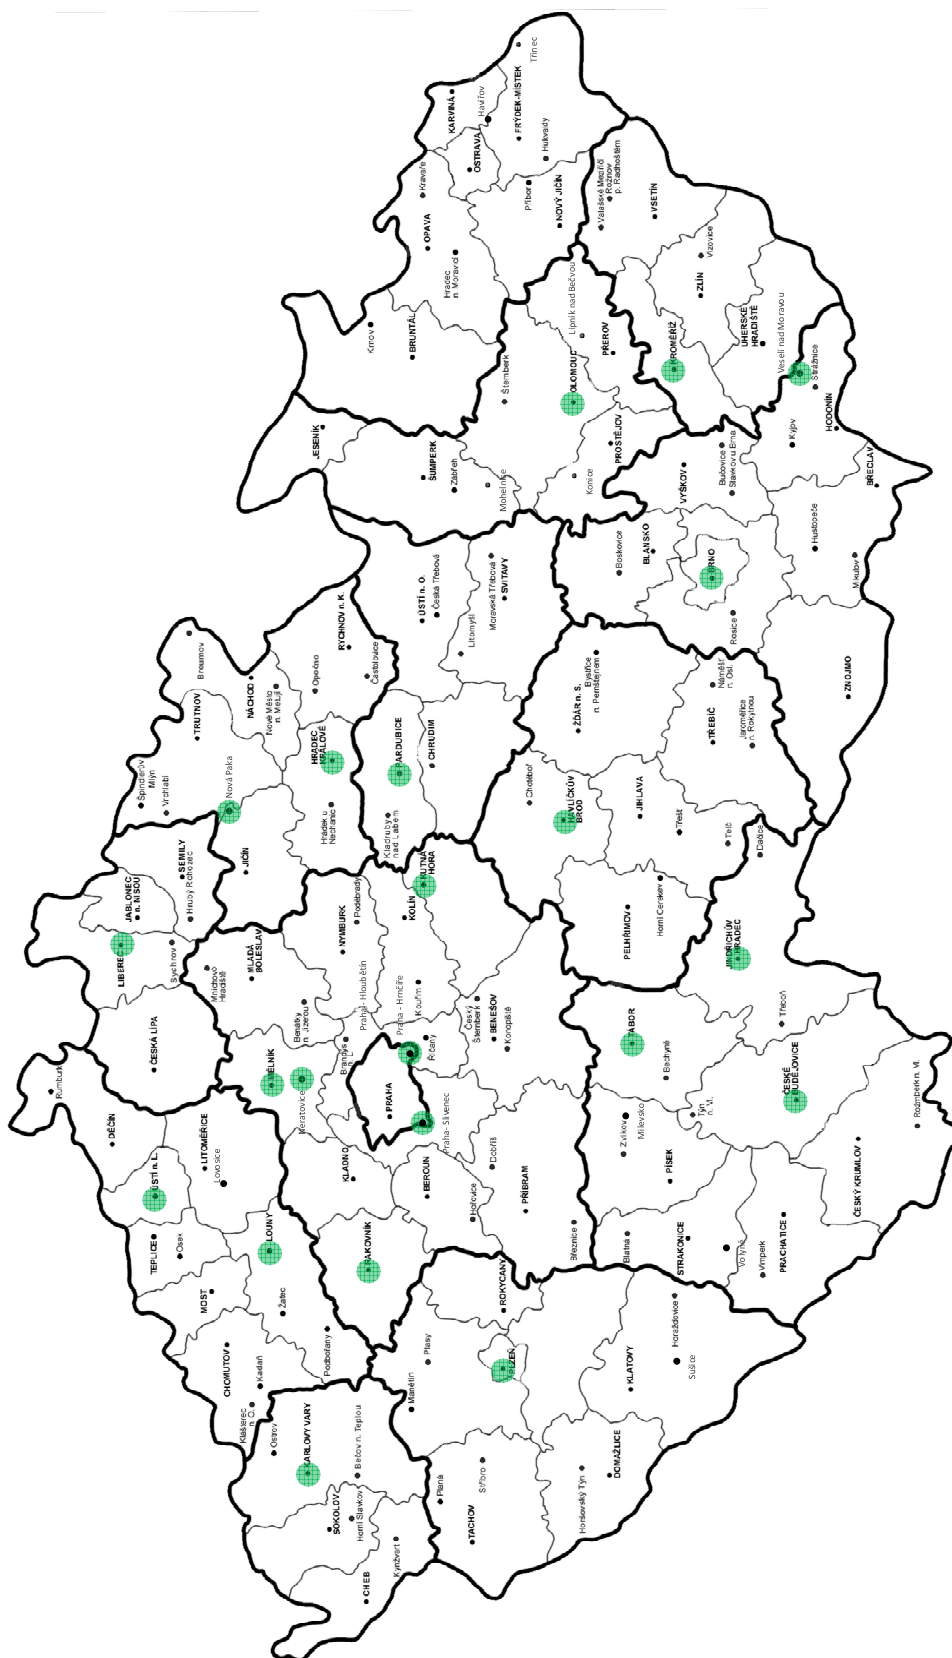 Rumburk
DĚČÍN
ÚSTÍ n. L.
TEPLICE
Osek
LITOMĚŘICE
Lovosice
MOST
LOUNY
Žatec
Podbořany
CHOMUTOV
Kadaň
Klášterec
n. O.
Ostrov
KARLOVY VARY
Bečov n. Teplou
SOKOLOV
Horní Slavkov
CHEB
Kynžvart
ČESKÁ LÍPA
LIBEREC
JABLONEC
n. NISOU
Sychrov
SEMILY
Hrubý Rohozec
Špindlerův
Mlýn
Vrchlabí
TRUTNOV
Nová Paka
JIČÍN
Broumov
NÁCHOD
Nové Město
n. Metují
HRADEC
KRÁLOVÉ
Hrádek u
Nechanic
Opočno
RYCHNOV n. K.
Častolovice
Mnichovo
Hradiště
MLADÁ
BOLESLAV
Benátky
n. Jizerou
MĚLNÍK
Neratovice
Brandýs
n. L.
NYMBURK
Poděbrady
Praha - Hloubětín
Praha - Hrnčíře
PRAHA
Praha - Slivenec
Říčany
KOLÍN
Kouřim
KUTNÁ
HORA
Český
Šternberk
BENEŠOV
Konopiště
KLADNO
RAKOVNÍK
BEROUN
Hořovice
Dobříš
PŘÍBRAM
Březnice
Manětín
Plasy
PLZEŇ
ROKYCANY
Planá
TACHOV
Stříbro
Horšovský Týn
DOMAŽLICE
KLATOVY
Sušice
Horažďovice
Blatná
STRAKONICE
Volyně
Vimperk
PRACHATICE
PÍSEK
Zvíkov
Milevsko
TÁBOR
Bechyně
Týn
n. Vl.
ČESKÉ
BUDĚJOVICE
Třeboň
JINDŘICHŮV
HRADEC
Dačice
ČESKÝ KRUMLOV
Rožmberk n. Vl.
PARDUBICE
Kladruby
nad Labem
CHRUDIM
ÚSTÍ n. O.
Česká Třebová
Litomyšl
Moravská Třebová
SVITAVY
Chotěboř
HAVLÍČKŮV
BROD
ŽĎÁR n. S.
Bystřice
n. Pernštejnem
PELHŘIMOV
Horní Cerekev
JIHLAVA
Třešť
Telč
TŘEBÍČ
Jaroměřice
n. Rokytnou
Náměšť
n. Osl.
ZNOJMO
Boskovice
BLANSKO
BRNO
Rosice
VYŠKOV
Bučovice
Slavkov u Brna
Hustopeče
Mikulov
BŘECLAV
HODONÍN
Kyjov
Strážnice
Veselí nad Moravou
JESENÍK
ŠUMPERK
Zábřeh
Mohelnice
Šternberk
OLOMOUC
Konice
PROSTĚJOV
PŘEROV
Lipník nad Bečvou
KROMĚŘÍŽ
UHERSKÉ
HRADIŠTĚ
ZLÍN
Vizovice
VSETÍN
Valašské Meziříčí
Rožnov
p. Radhoštěm
Krnov
BRUNTÁL
OPAVA
Hradec
n. Moravicí
Kravaře
OSTRAVA
KARVINÁ
Havířov
FRÝDEK-MÍSTEK
Třinec
Hukvaldy
Příbor
NOVÝ JIČÍN